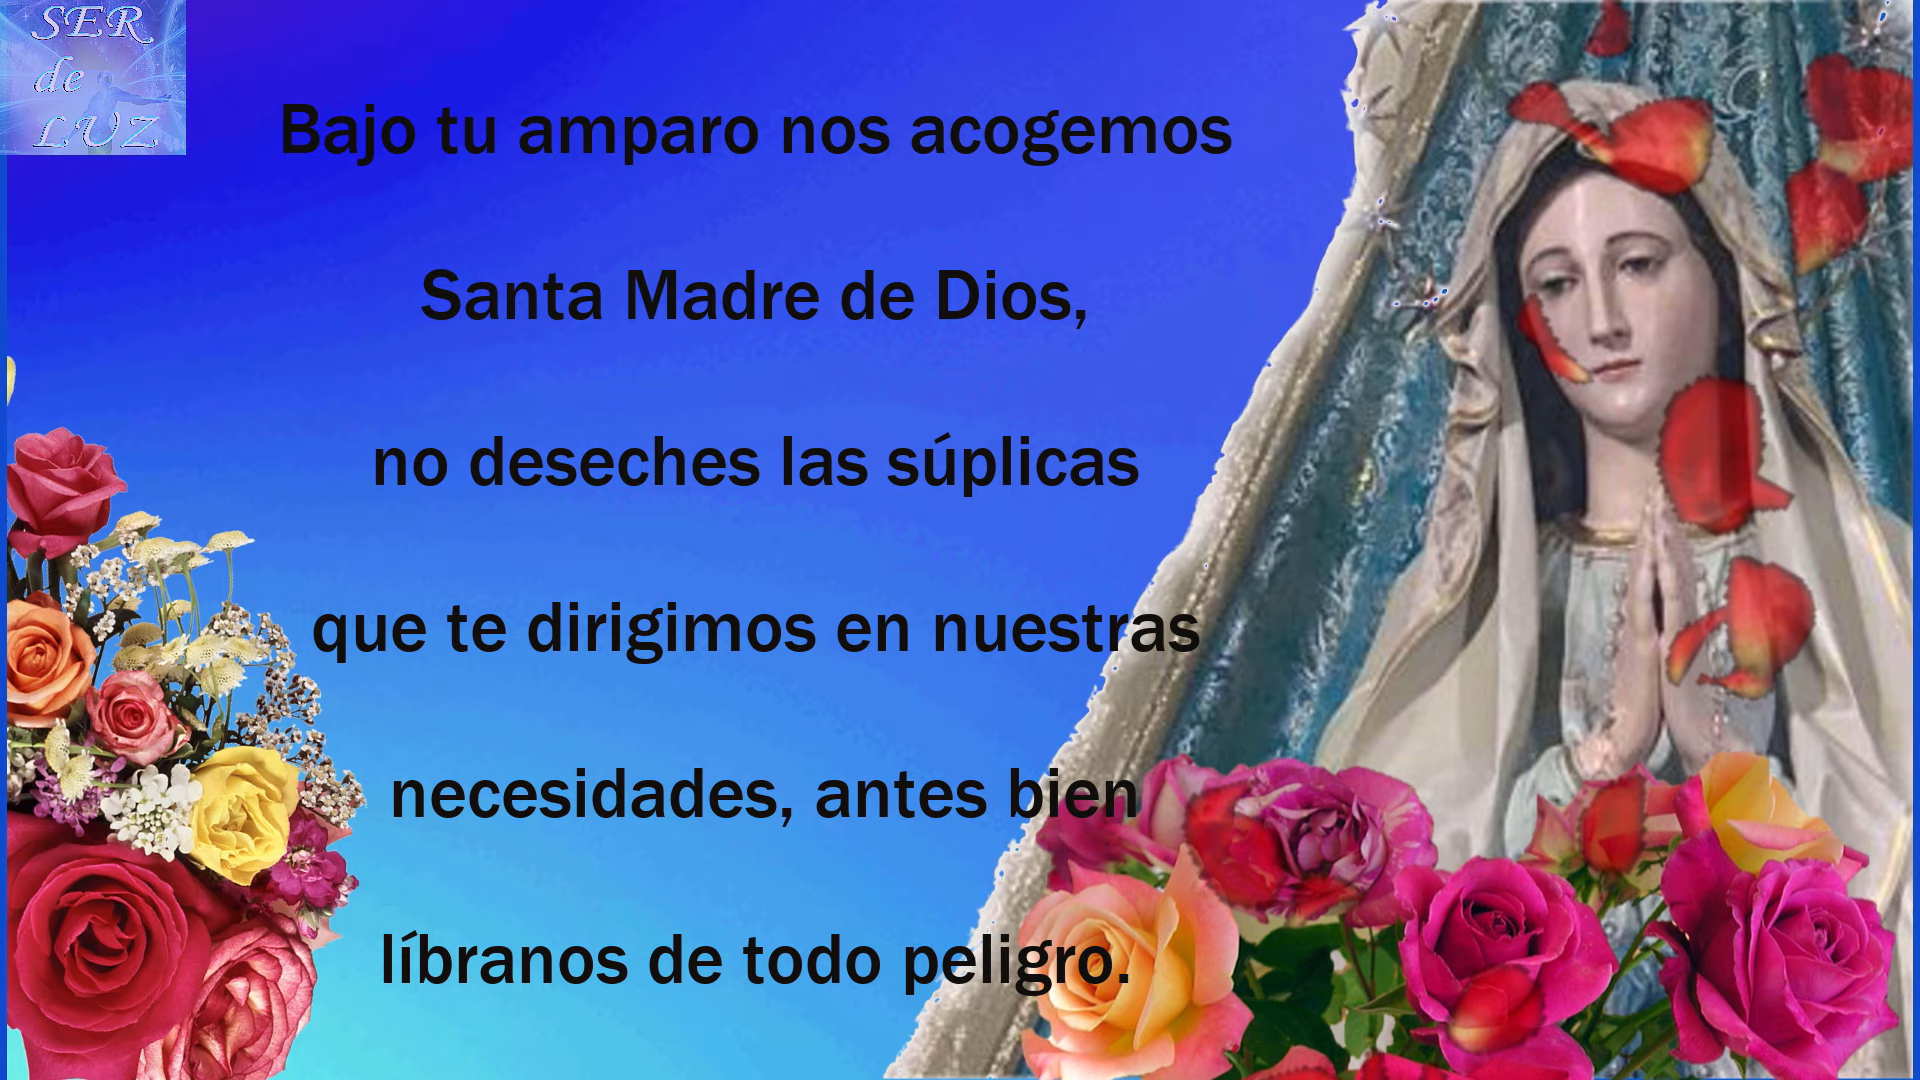 SER
de
LUZ
Bajo tu amparo nos acogemos
Santa Madre de Dios,
no deseches las súplicas
que te dirigimos en nuestras
necesidades, antes bien
líbranos de todo peligro.